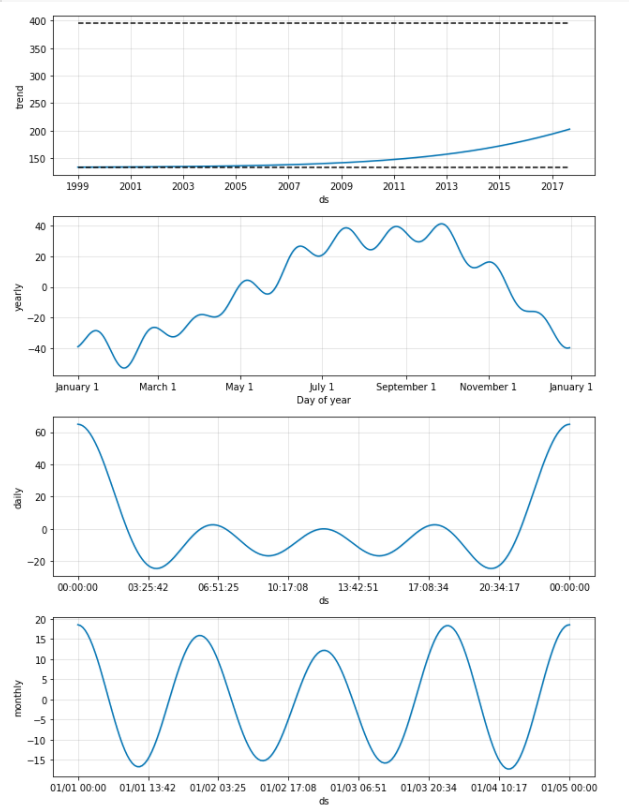 400
350
300
250
200
150
trend
1999 2001 2003 2005 2007 2009 2011 2013 2015 2017
ds
40
20
0
−20
−40
yearly
January 1 March 1 May 1 July 1 September 1 November 1 January 1
Day of year
60
40
20
0
−20
daily
00:00:00 03:25:42 06:51:25 10:17:08 13:42:51 17:08:34 20:34:17 00:00:00
ds
20
15
10
5
0
−5
−10
−15
monthly
01/01 00:00 01/01 13:42 01/02 03:25 01/02 17:08 01/03 06:51 01/03 20:34 01/04 10:17 01/05 00:00
ds